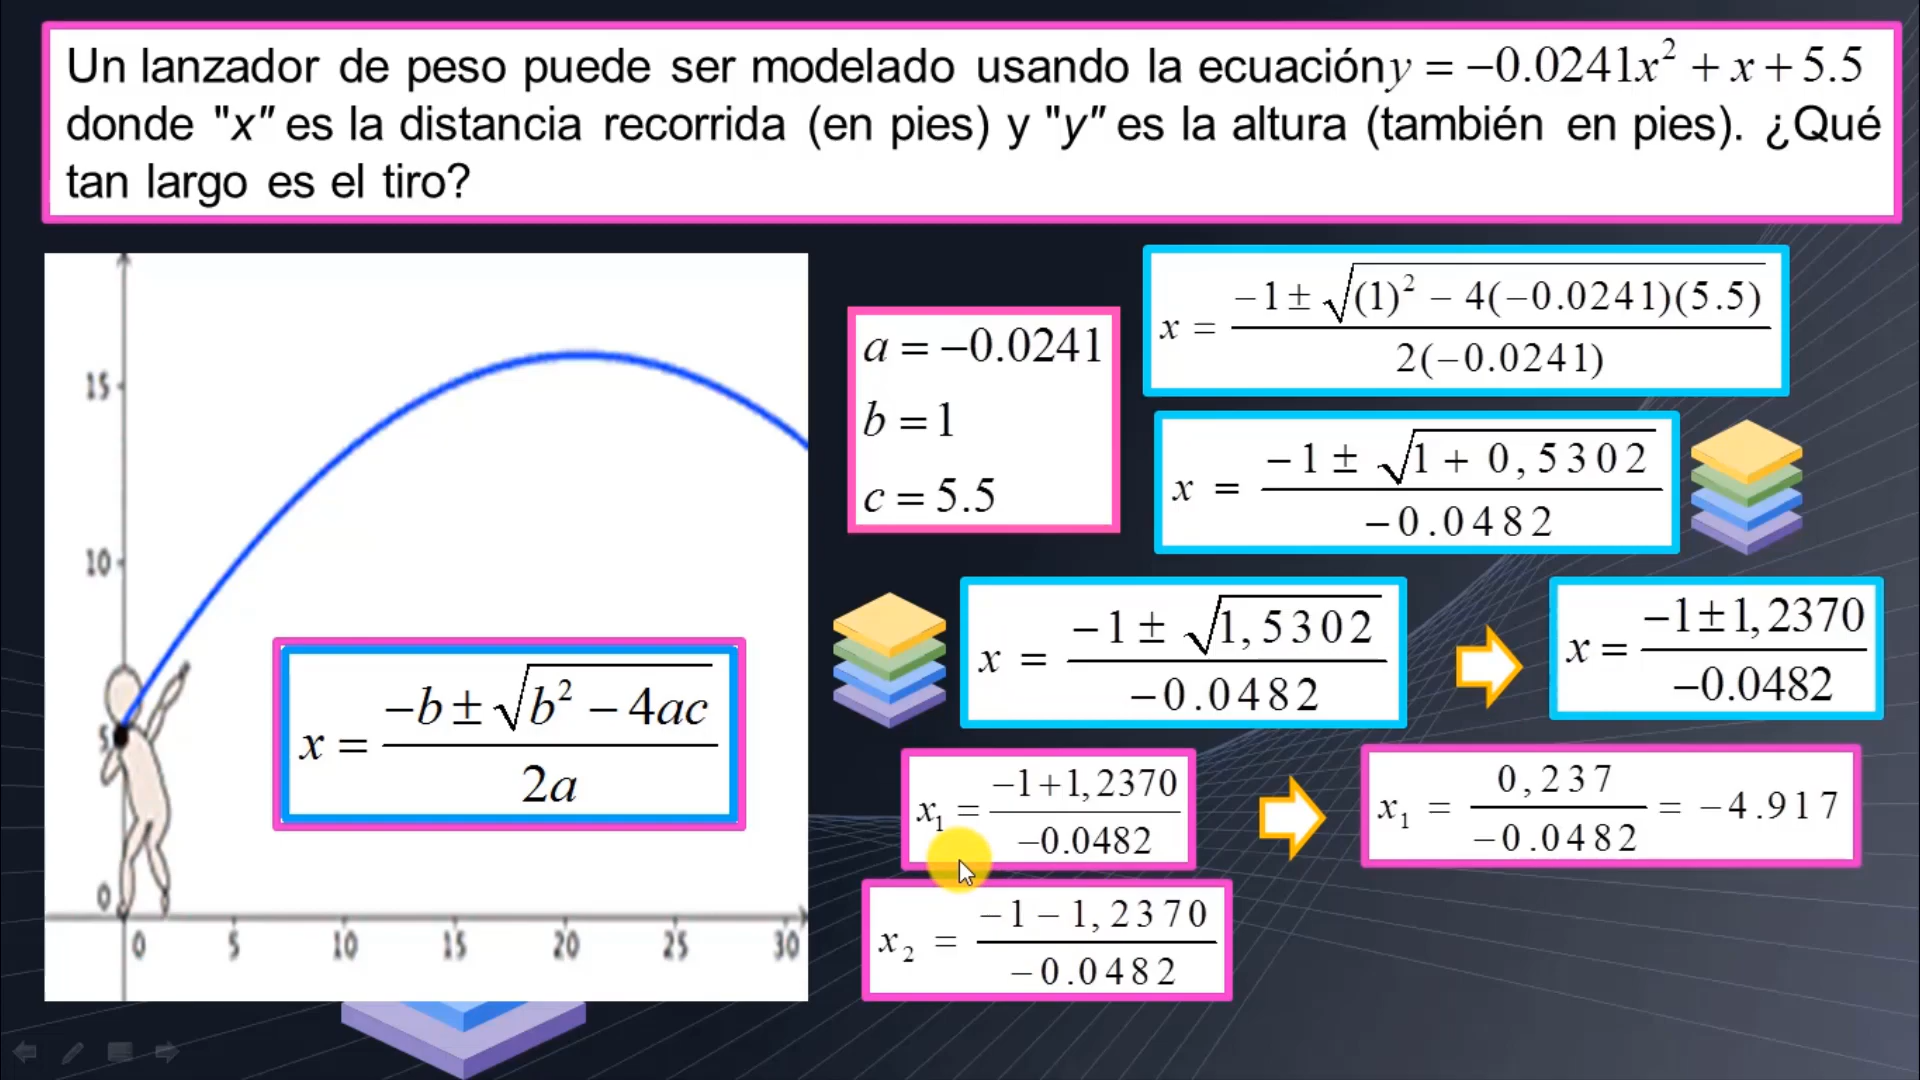 Un lanzador de peso puede ser modelado usando la ecuación y = −0.0241x² + x + 5.5
donde "x" es la distancia recorrida (en pies) y "y" es la altura (también en pies). ¿Qué
tan largo es el tiro?
15
10
5
0
0 5 10 15 20 25 30
x = (−b ± √(b² − 4ac)) / 2a
a = −0.0241
b = 1
c = 5.5
x = (−1 ± √((1)² − 4(−0.0241)(5.5))) / 2(−0.0241)
x = (−1 ± √(1 + 0,5302)) / −0.0482
x = (−1 ± √1,5302) / −0.0482
x = (−1 ± 1,2370) / −0.0482
x₁ = (−1 + 1,2370) / −0.0482
x₁ = 0,237 / −0.0482 = −4.917
x₂ = (−1 − 1,2370) / −0.0482